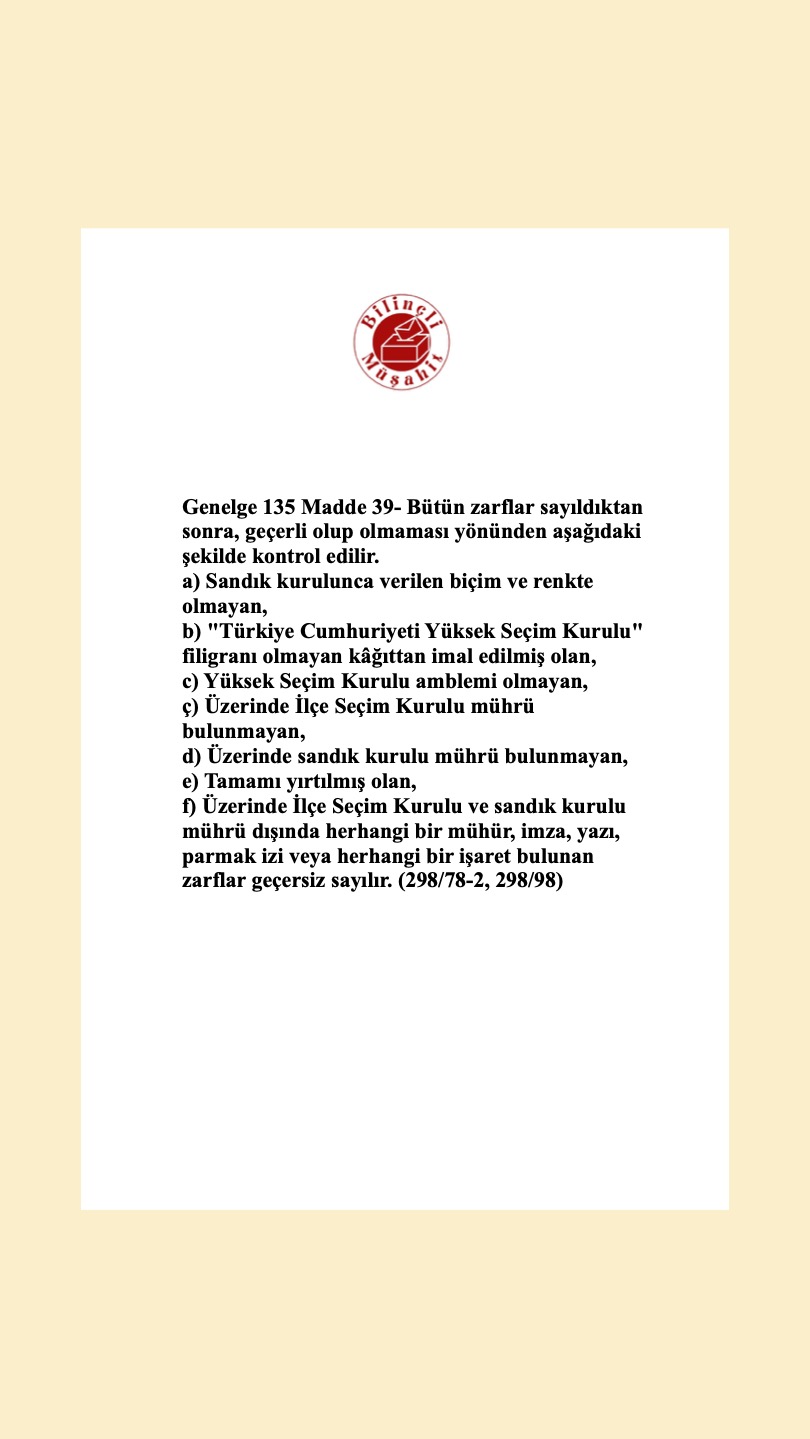 Bilinçli
Müşahit
Genelge 135 Madde 39- Bütün zarflar sayıldıktan
sonra, geçerli olup olmaması yönünden aşağıdaki
şekilde kontrol edilir.
a) Sandık kurulunca verilen biçim ve renkte
olmayan,
b) "Türkiye Cumhuriyeti Yüksek Seçim Kurulu"
filigranı olmayan kâğıttan imal edilmiş olan,
c) Yüksek Seçim Kurulu amblemi olmayan,
ç) Üzerinde İlçe Seçim Kurulu mührü
bulunmayan,
d) Üzerinde sandık kurulu mührü bulunmayan,
e) Tamamı yırtılmış olan,
f) Üzerinde İlçe Seçim Kurulu ve sandık kurulu
mührü dışında herhangi bir mühür, imza, yazı,
parmak izi veya herhangi bir işaret bulunan
zarflar geçersiz sayılır. (298/78-2, 298/98)